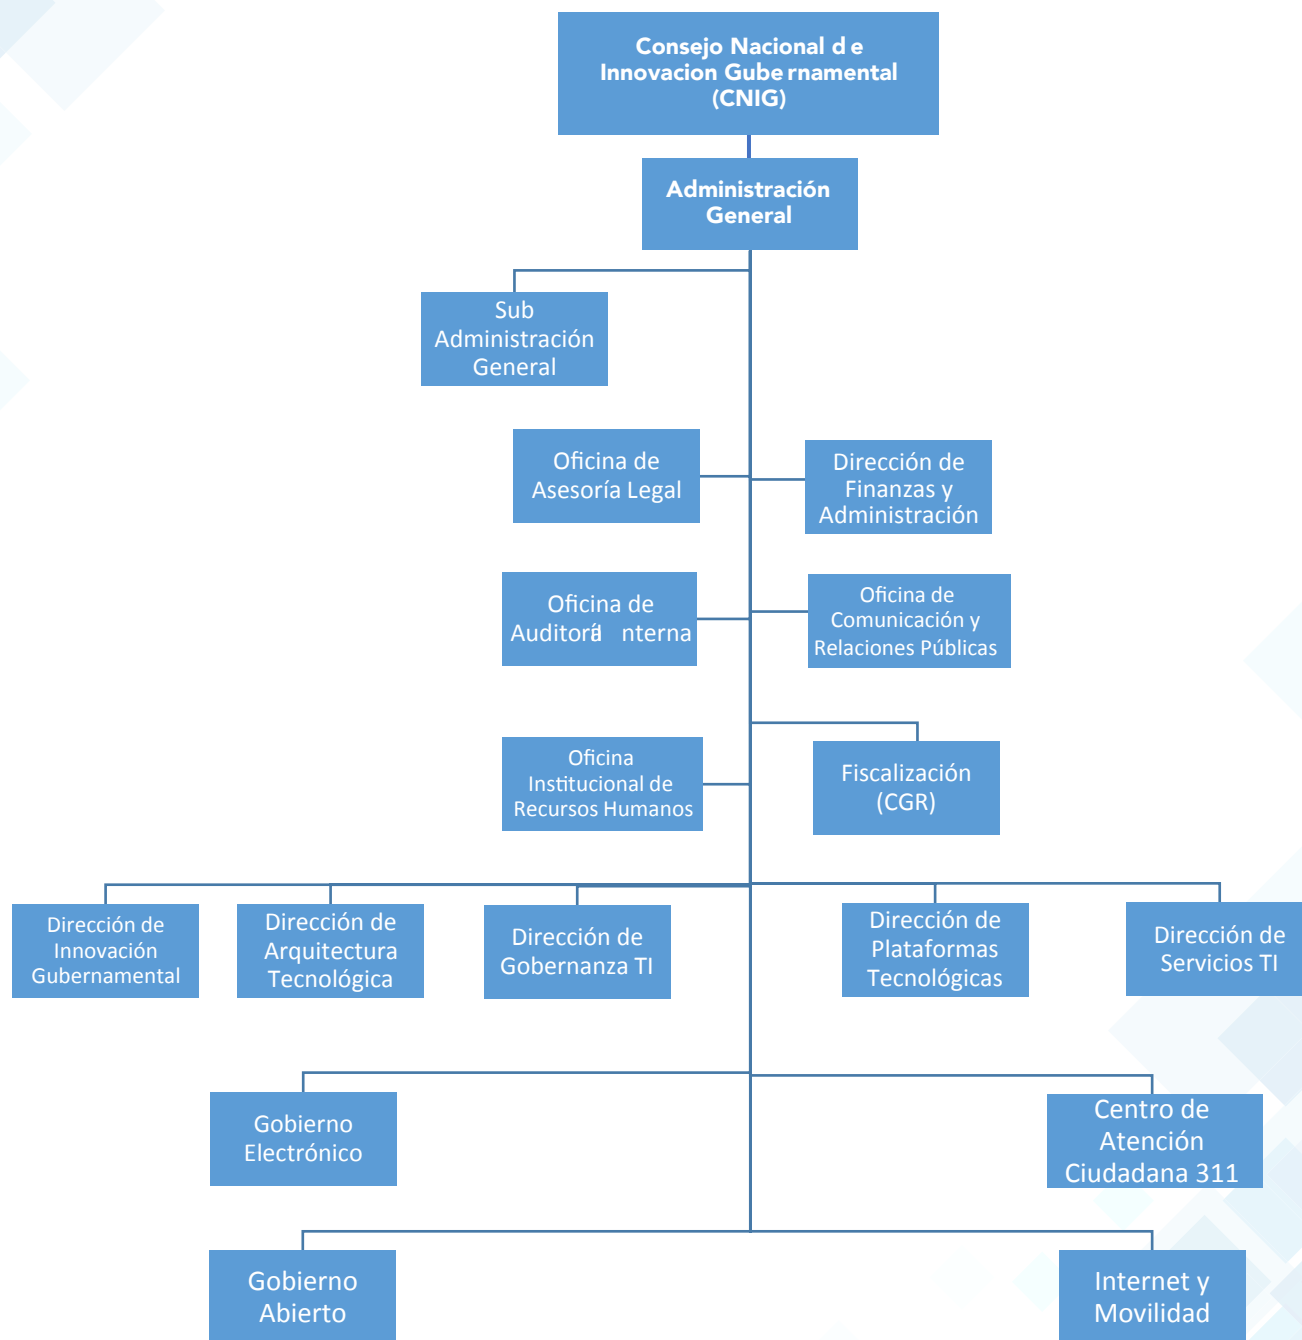 Consejo Nacional d e
Innovacion Gube rnamental
(CNIG)
Administración
General
Sub
Administración
General
Oficina de
Asesoría Legal
Dirección de
Finanzas y
Administración
Oficina de
Auditoría nterna
Oficina de
Comunicación y
Relaciones Públicas
Oficina
Institucional de
Recursos Humanos
Fiscalización
(CGR)
Dirección de
Innovación
Gubernamental
Dirección de
Arquitectura
Tecnológica
Dirección de
Gobernanza TI
Dirección de
Plataformas
Tecnológicas
Dirección de
Servicios TI
Gobierno
Electrónico
Centro de
Atención
Ciudadana 311
Gobierno
Abierto
Internet y
Movilidad